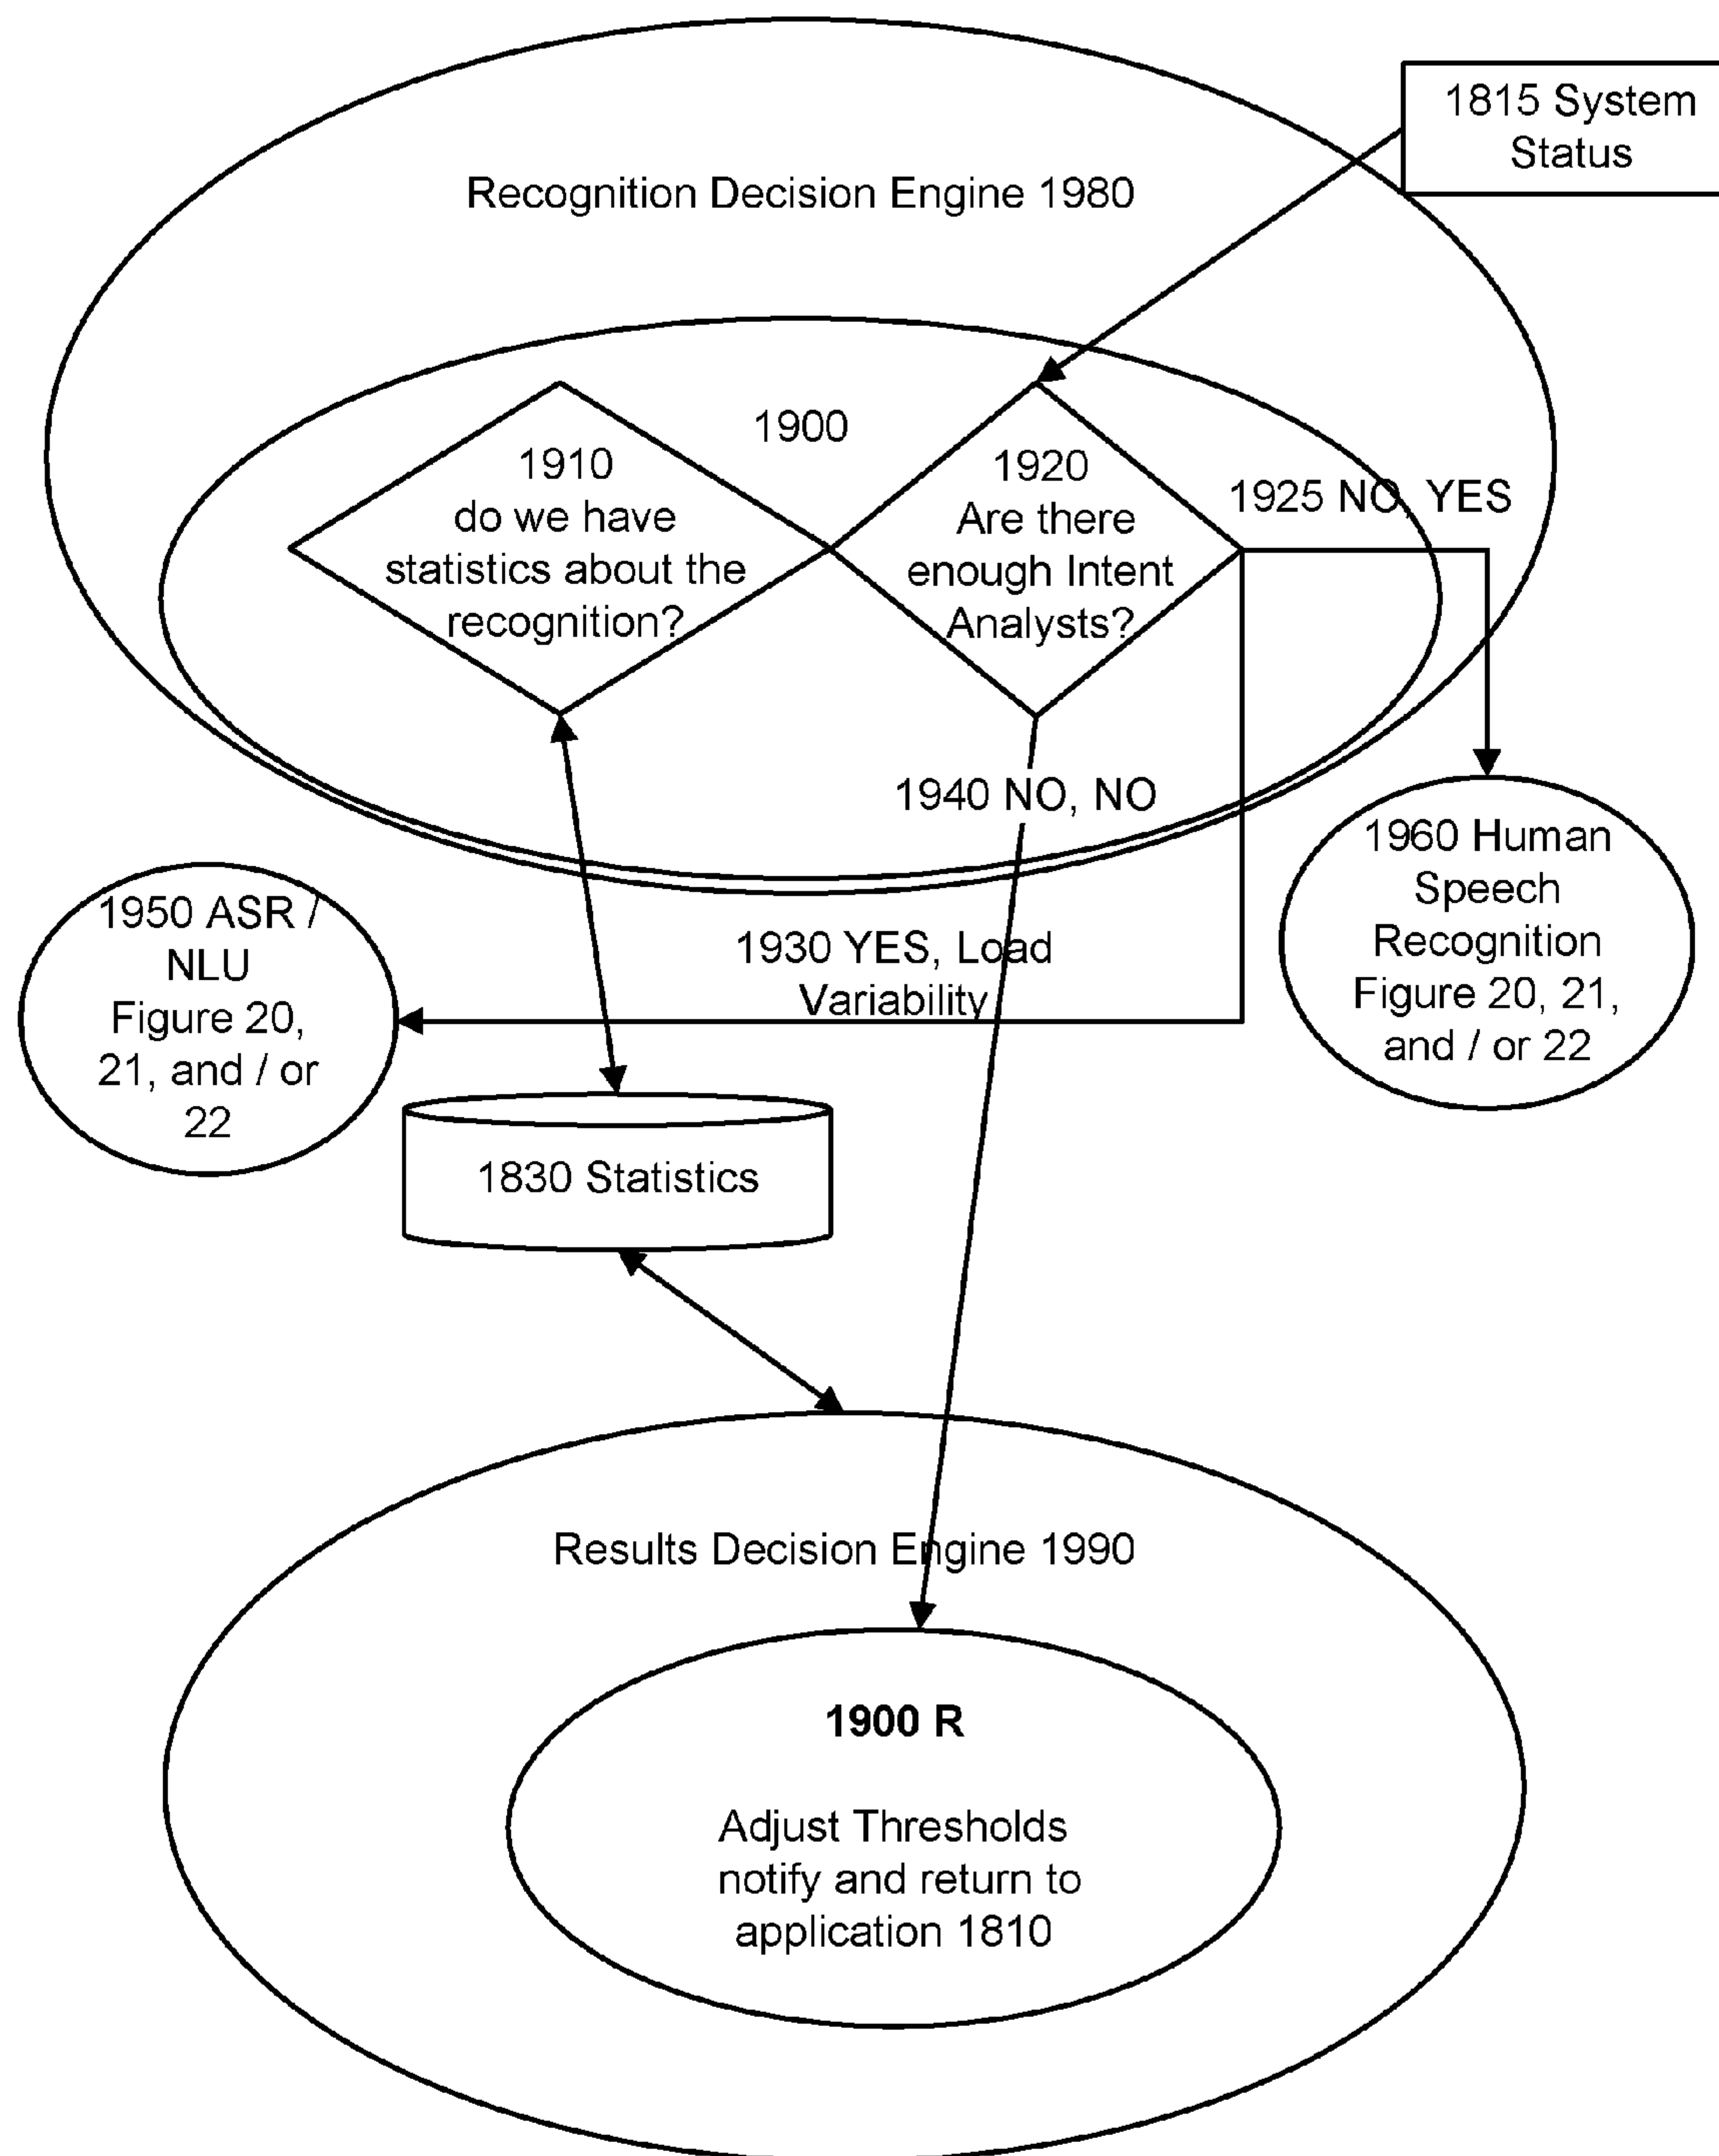 1815 System
Status
Recognition Decision Engine 1980
1900
1910
do we have
statistics about the
recognition?
1920
Are there
enough Intent
Analysts?
1925 NO, YES
1940 NO, NO
1960 Human
Speech
Recognition
Figure 20, 21,
and / or 22
1950 ASR /
NLU
Figure 20,
21, and / or
22
1930 YES, Load
Variability
1830 Statistics
Results Decision Engine 1990
1900 R
Adjust Thresholds
notify and return to
application 1810